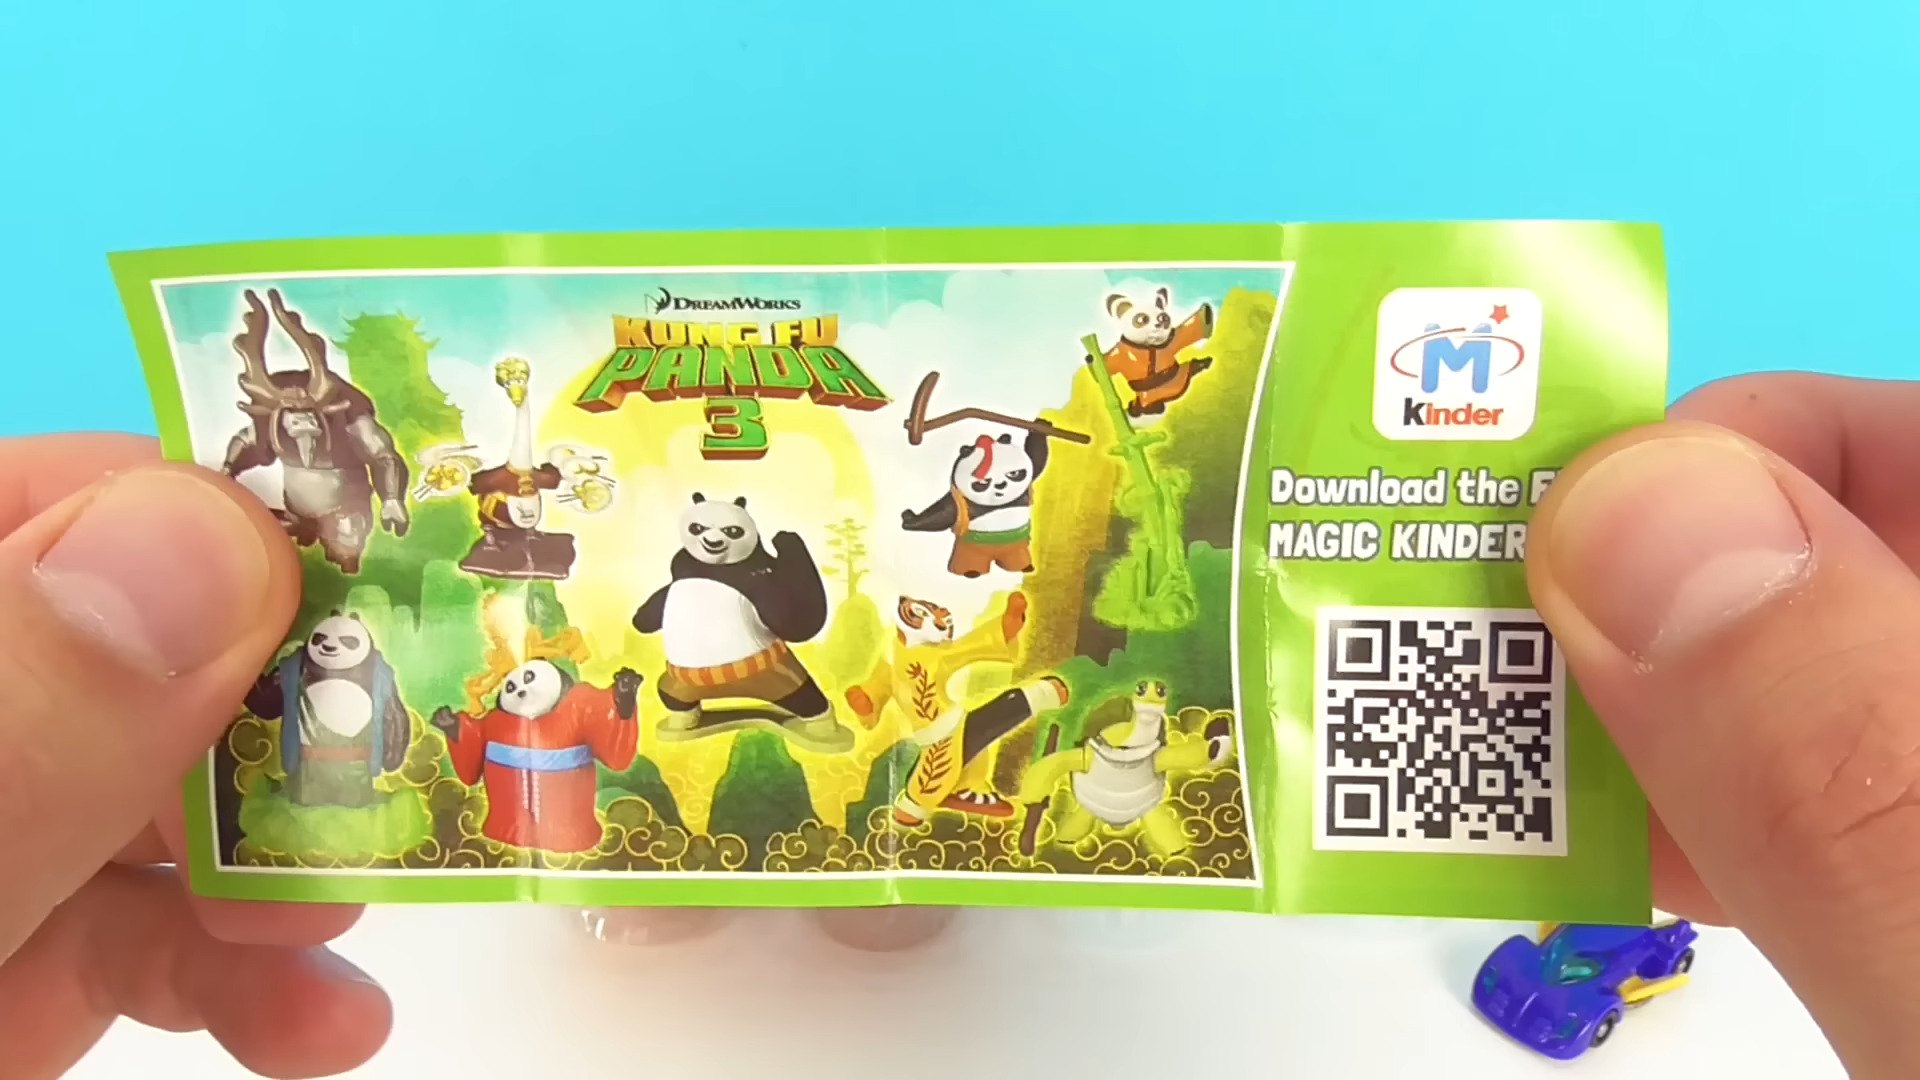 DREAMWORKS
KUNG FU
PANDA
3
M
kinder
Download the
MAGIC KINDER